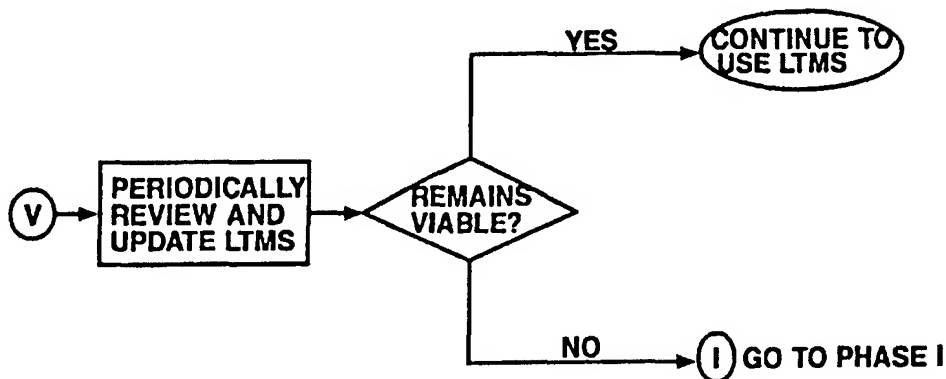 YES
CONTINUE TO
USE LTMS
V
PERIODICALLY
REVIEW AND
UPDATE LTMS
REMAINS
VIABLE?
NO
I GO TO PHASE I